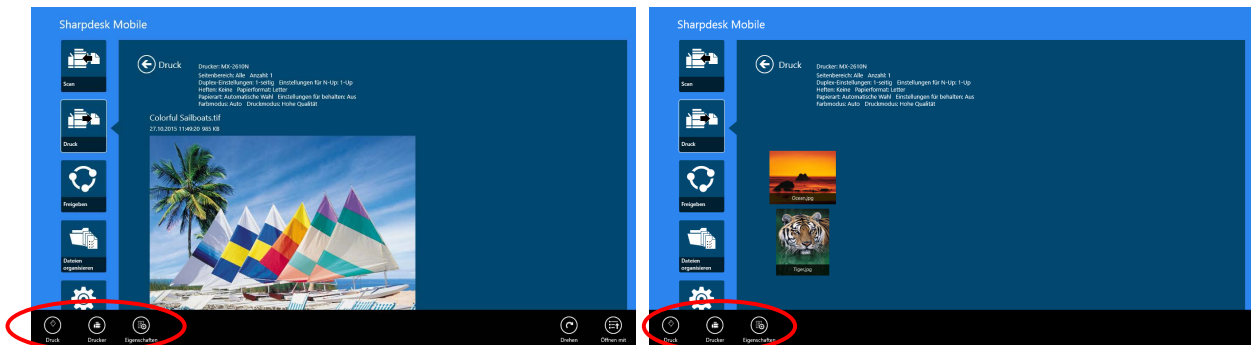 Sharpdesk Mobile
Scan
Druck
Freigeben
Dateien
organisieren
Druck
Drucker: MX-2610N
Seitenbereich: Alle Anzahl: 1
Duplex-Einstellungen: 1-seitig Einstellungen für N-Up: 1-Up
Heften: Keine Papierformat: Letter
Papierart: Automatische Wahl Einstellungen für behalten: Aus
Farbmodus: Auto Druckmodus: Hohe Qualität
Colorful Sailboats.tif
27.10.2015 11:49:20 985 KB
Druck
Drucker
Eigenschaften
Drehen
Öffnen mit
Sharpdesk Mobile
Scan
Druck
Freigeben
Dateien
organisieren
Druck
Drucker: MX-2610N
Seitenbereich: Alle Anzahl: 1
Duplex-Einstellungen: 1-seitig Einstellungen für N-Up: 1-Up
Heften: Keine Papierformat: Letter
Papierart: Automatische Wahl Einstellungen für behalten: Aus
Farbmodus: Auto Druckmodus: Hohe Qualität
Ocean.jpg
Tiger.jpg
Druck
Drucker
Eigenschaften